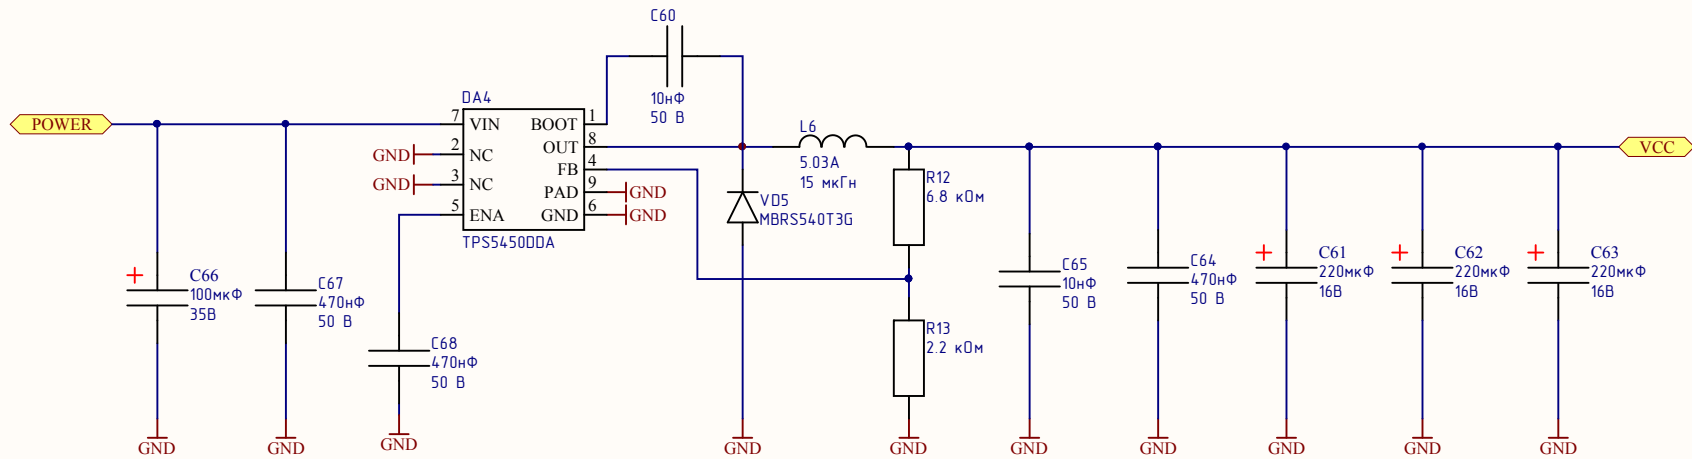 C60
10нФ
50 В
DA4
POWER
7
VIN
BOOT
1
2
NC
OUT
8
GND
3
NC
FB
4
GND
PAD
9
GND
5
ENA
GND
6
GND
TPS5450DDA
L6
5.03А
15 мкГн
VCC
VD5
MBRS540T3G
R12
6.8 кОм
C66
100мкФ
35В
C67
470нФ
50 В
C68
470нФ
50 В
R13
2.2 кОм
C65
10нФ
50 В
C64
470нФ
50 В
C61
220мкФ
16В
C62
220мкФ
16В
C63
220мкФ
16В
GND
GND
GND
GND
GND
GND
GND
GND
GND
GND